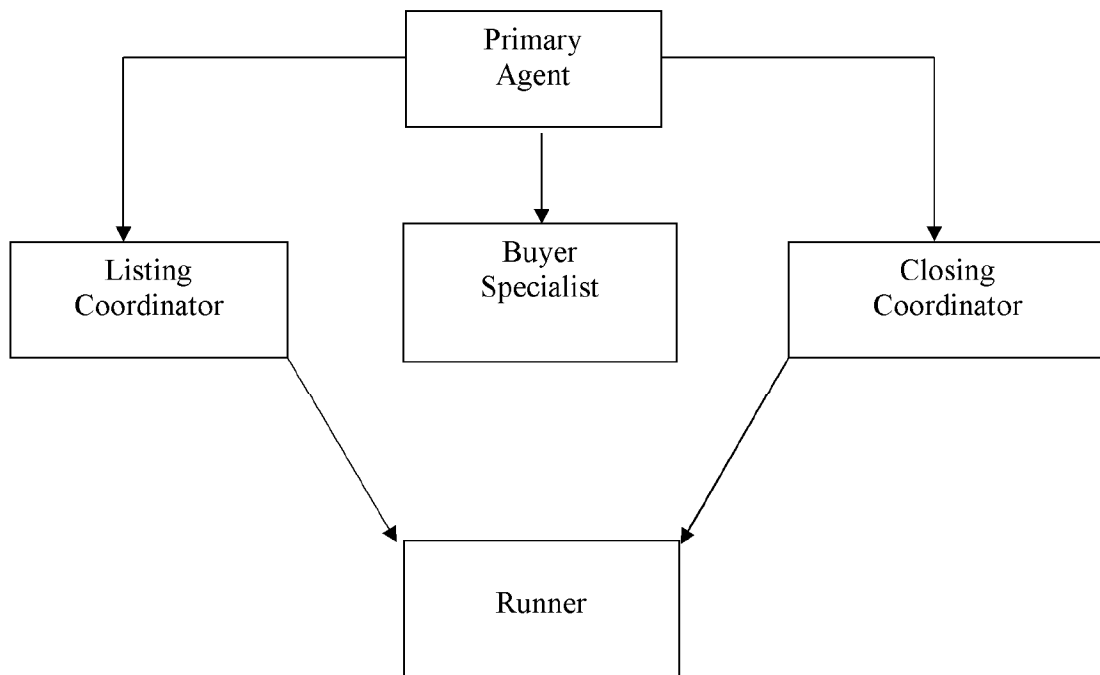 Primary
Agent
Listing
Coordinator
Buyer
Specialist
Closing
Coordinator
Runner